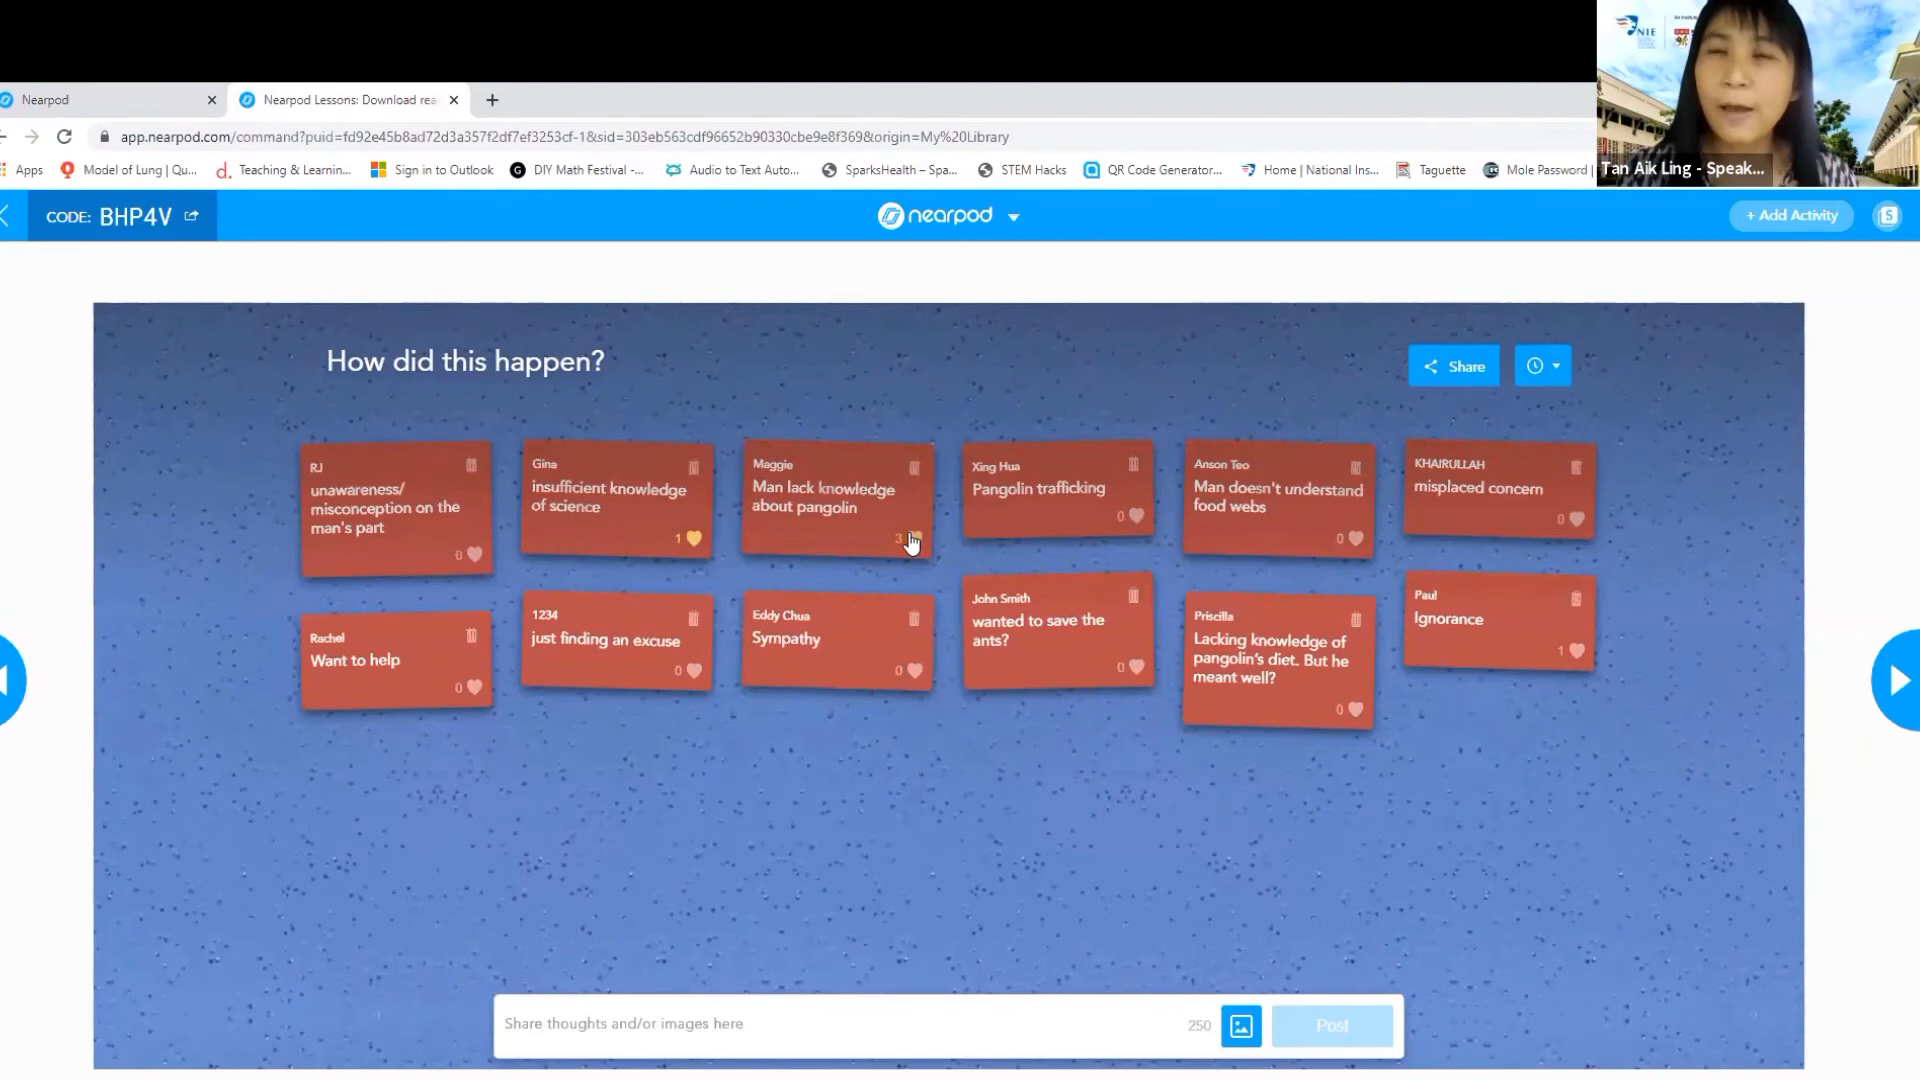 NIE
Tan Aik Ling - Speak...
Nearpod
Nearpod Lessons: Download rea
app.nearpod.com/command?puid=fd92e45b8ad72d3a357f2df7ef3253cf-1&sid=303eb563cdf96652b90330cbe9e8f369&origin=My%20Library
Apps
Model of Lung | Qu...
Teaching & Learnin...
Sign in to Outlook
DIY Math Festival -...
Audio to Text Auto...
SparksHealth – Spa...
STEM Hacks
QR Code Generator...
Home | National Ins...
Taguette
Mole Password |
CODE: BHP4V
nearpod
+ Add Activity
S
How did this happen?
Share
RJ
unawareness/
misconception on the
man's part
0
Gina
insufficient knowledge
of science
1
Maggie
Man lack knowledge
about pangolin
3
Xing Hua
Pangolin trafficking
0
Anson Teo
Man doesn't understand
food webs
0
KHAIRULLAH
misplaced concern
0
Rachel
Want to help
0
1234
just finding an excuse
0
Eddy Chua
Sympathy
0
John Smith
wanted to save the
ants?
0
Priscilla
Lacking knowledge of
pangolin's diet. But he
meant well?
0
Paul
Ignorance
1
Share thoughts and/or images here
250
Post